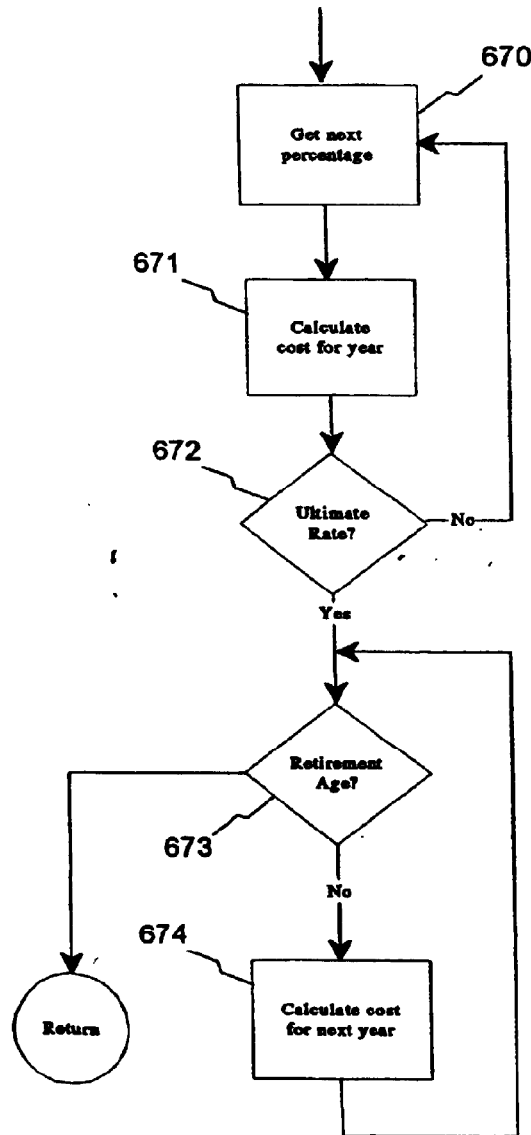 670
Get next
percentage
671
Calculate
cost for year
672
Ultimate
Rate?
No
Yes
Retirement
Age?
673
No
674
Calculate cost
for next year
Return